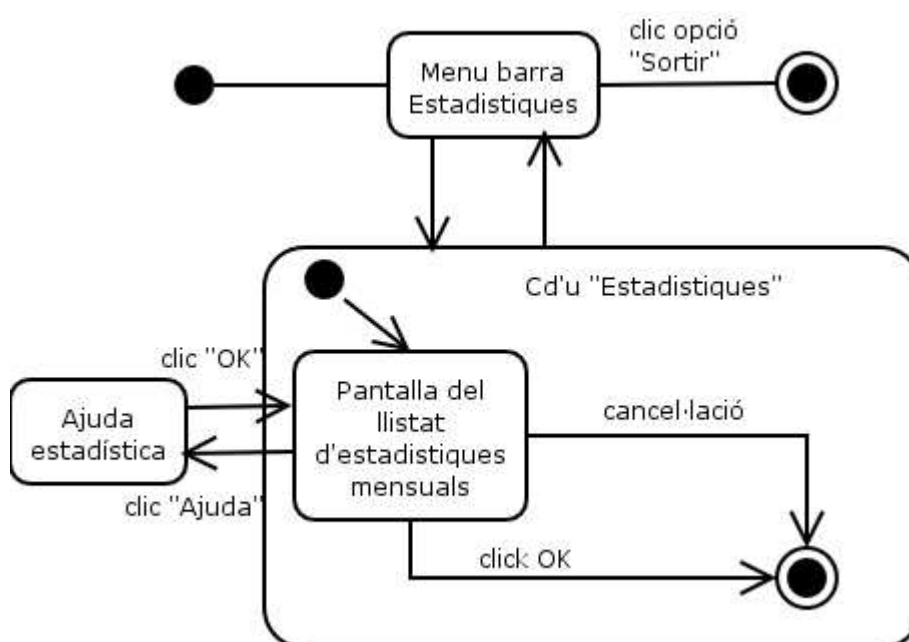 clic opció
"Sortir"
Menu barra
Estadistiques
Cd'u "Estadistiques"
clic "OK"
Pantalla del
llistat
d'estadistiques
mensuals
Ajuda
estadística
cancel·lació
clic "Ajuda"
click OK